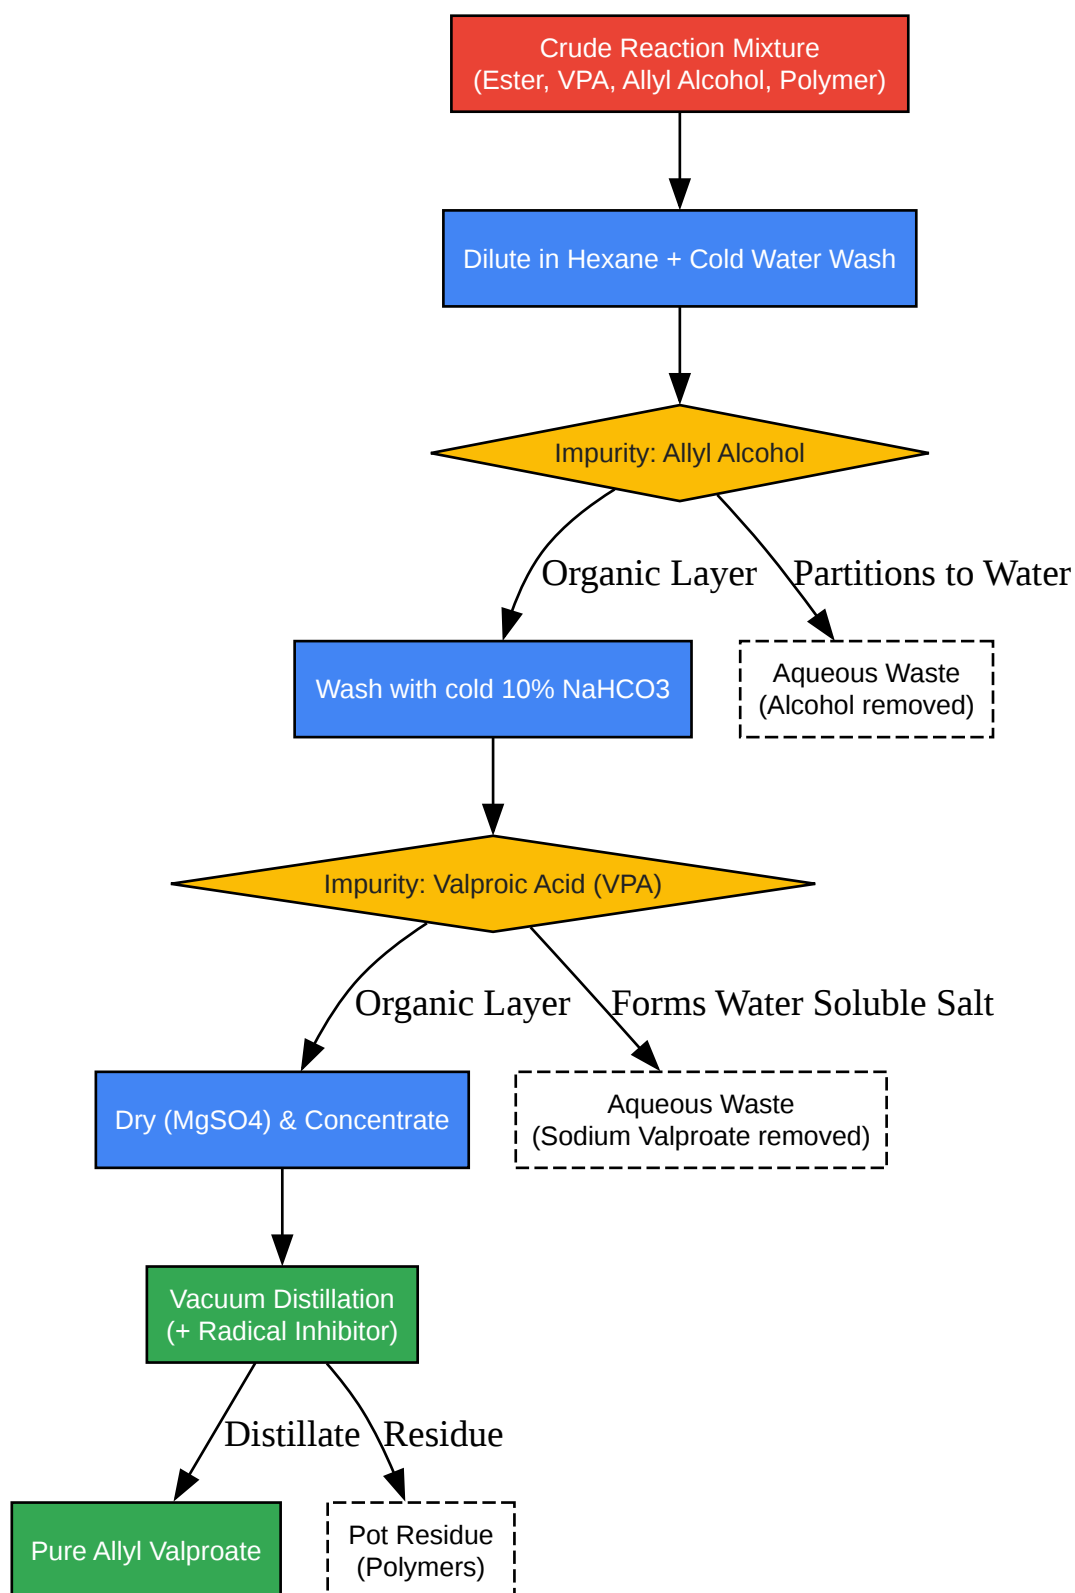 Crude Reaction Mixture
(Ester, VPA, Allyl Alcohol, Polymer)
Dilute in Hexane + Cold Water Wash
Impurity: Allyl Alcohol
Organic Layer
Partitions to Water
Wash with cold 10% NaHCO3
Aqueous Waste
(Alcohol removed)
Impurity: Valproic Acid (VPA)
Organic Layer
Forms Water Soluble Salt
Dry (MgSO4) & Concentrate
Aqueous Waste
(Sodium Valproate removed)
Vacuum Distillation
(+ Radical Inhibitor)
Distillate
Residue
Pure Allyl Valproate
Pot Residue
(Polymers)